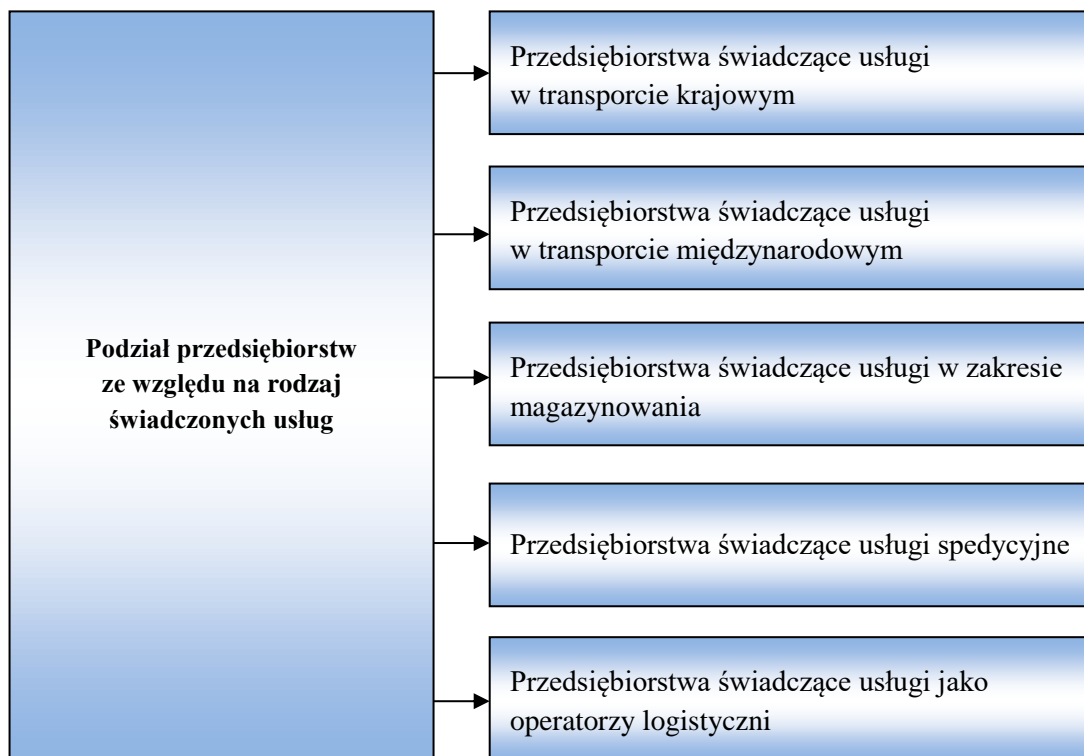 Podział przedsiębiorstw
ze względu na rodzaj
świadczonych usług
Przedsiębiorstwa świadczące usługi
w transporcie krajowym
Przedsiębiorstwa świadczące usługi
w transporcie międzynarodowym
Przedsiębiorstwa świadczące usługi w zakresie
magazynowania
Przedsiębiorstwa świadczące usługi spedycyjne
Przedsiębiorstwa świadczące usługi jako
operatorzy logistyczni